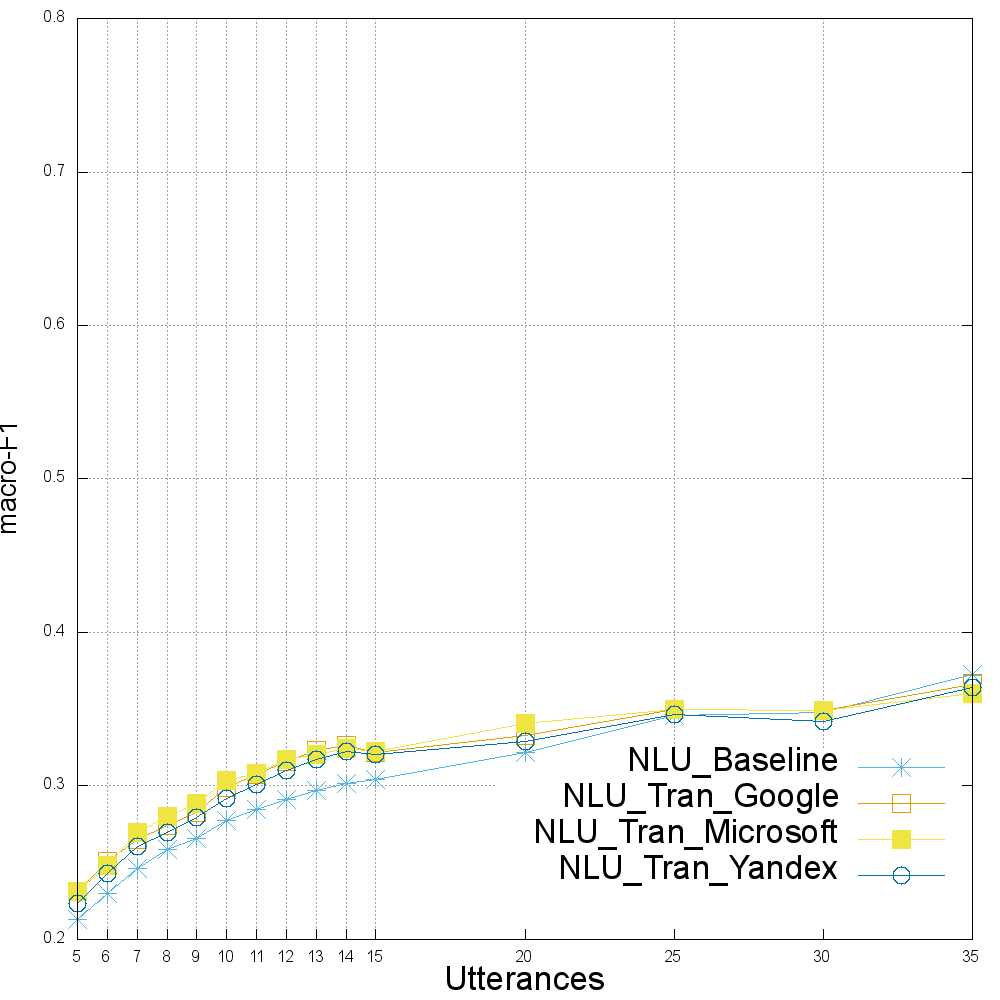 0.8
0.7
0.6
0.5
0.4
0.3
0.2
macro-F1
NLU_Baseline
NLU_Tran_Google
NLU_Tran_Microsoft
NLU_Tran_Yandex
5 6 7 8 9 10 11 12 13 14 15 20 25 30 35
Utterances